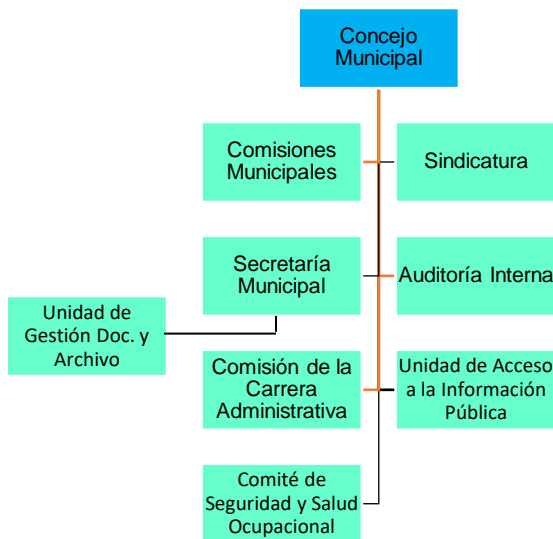 Concejo
Municipal
Comisiones
Municipales
Sindicatura
Secretaría
Municipal
Auditoría Interna
Unidad de
Gestión Doc. y
Archivo
Comisión de la
Carrera
Administrativa
Unidad de Acceso
a la Información
Pública
Comité de
Seguridad y Salud
Ocupacional